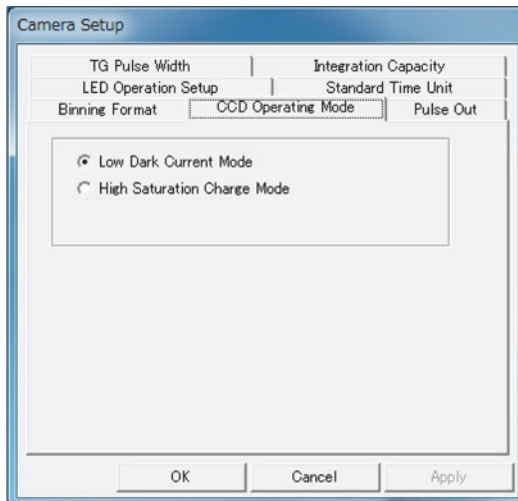 Camera Setup
TG Pulse Width Integration Capacity
LED Operation Setup Standard Time Unit
Binning Format CCD Operating Mode Pulse Out
Low Dark Current Mode
High Saturation Charge Mode
OK Cancel Apply